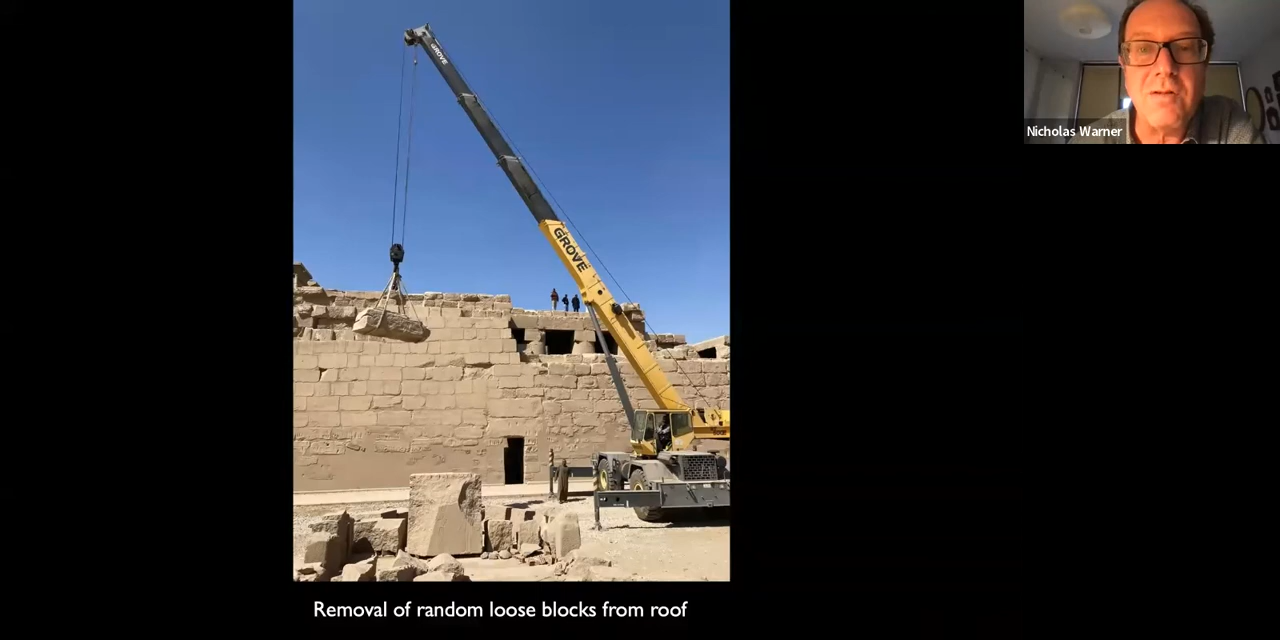 GROVE
GROVE
Nicholas Warner
Removal of random loose blocks from roof